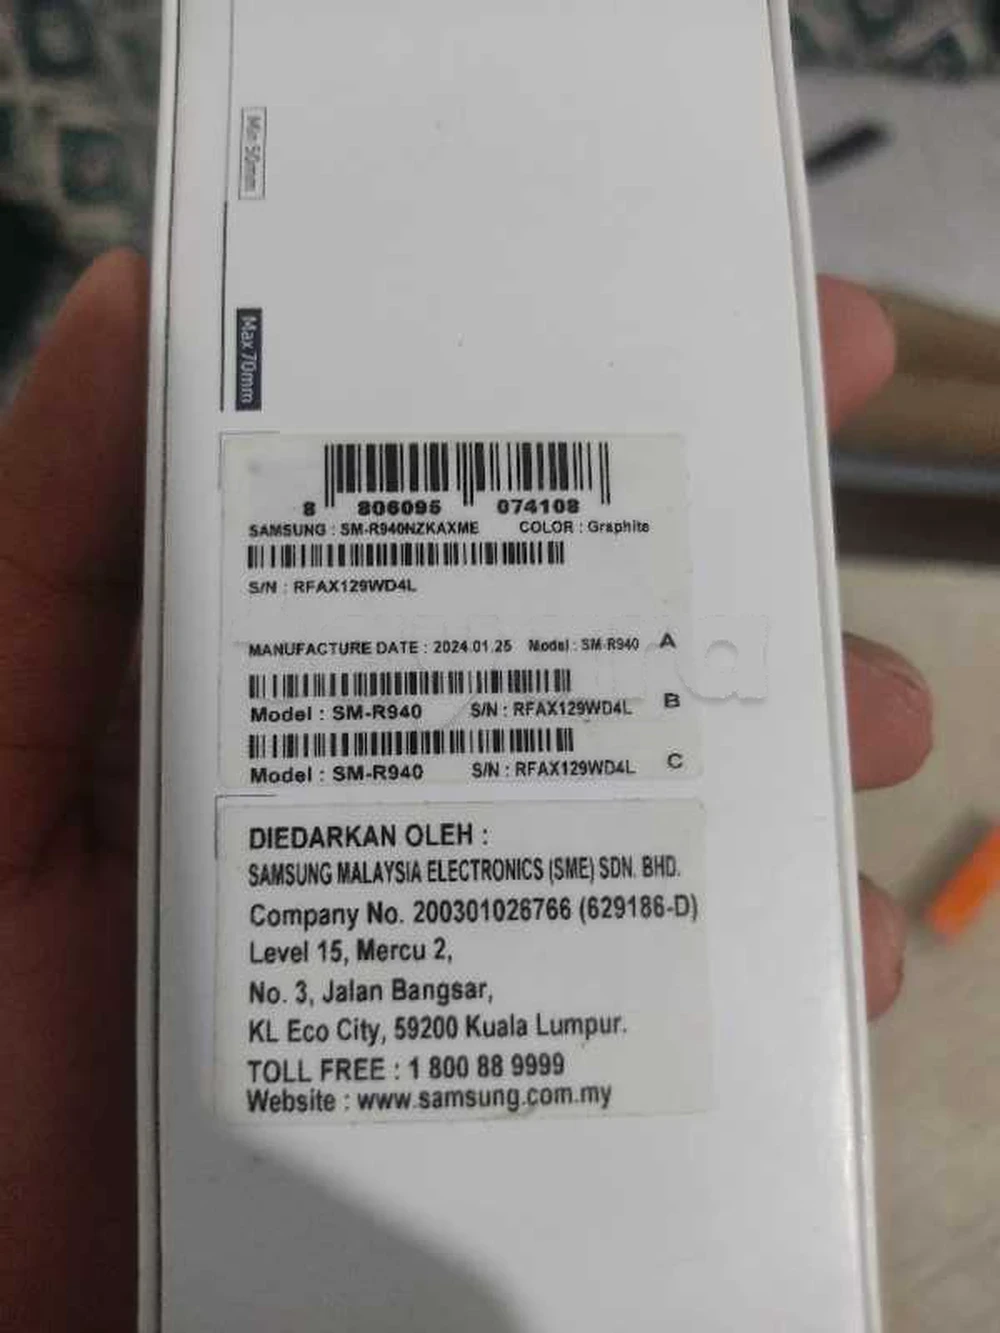 Min 50mm
Max 70mm
8 806095 074108
SAMSUNG : SM-R940NZKAXME COLOR : Graphite
S/N : RFAX129WD4L
MANUFACTURE DATE : 2024.01.25 Model : SM-R940 A
Model : SM-R940 S/N : RFAX129WD4L B
Model : SM-R940 S/N : RFAX129WD4L C
DIEDARKAN OLEH :
SAMSUNG MALAYSIA ELECTRONICS (SME) SDN. BHD.
Company No. 200301026766 (629186-D)
Level 15, Mercu 2,
No. 3, Jalan Bangsar,
KL Eco City, 59200 Kuala Lumpur.
TOLL FREE : 1 800 88 9999
Website : www.samsung.com.my